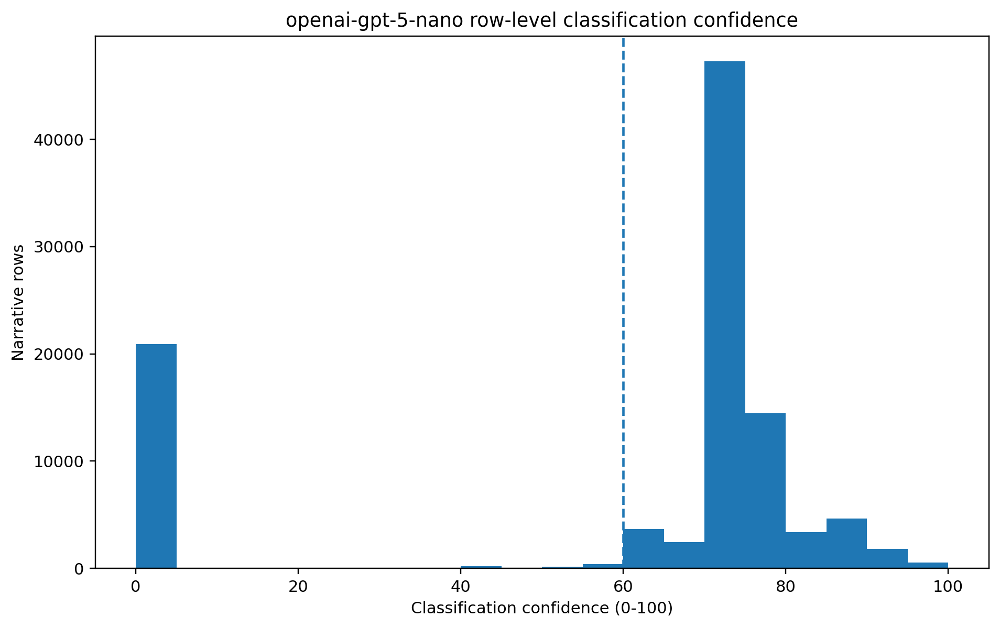 openai-gpt-5-nano row-level classification confidence
Narrative rows
40000
30000
20000
10000
0
0 20 40 60 80 100
Classification confidence (0-100)